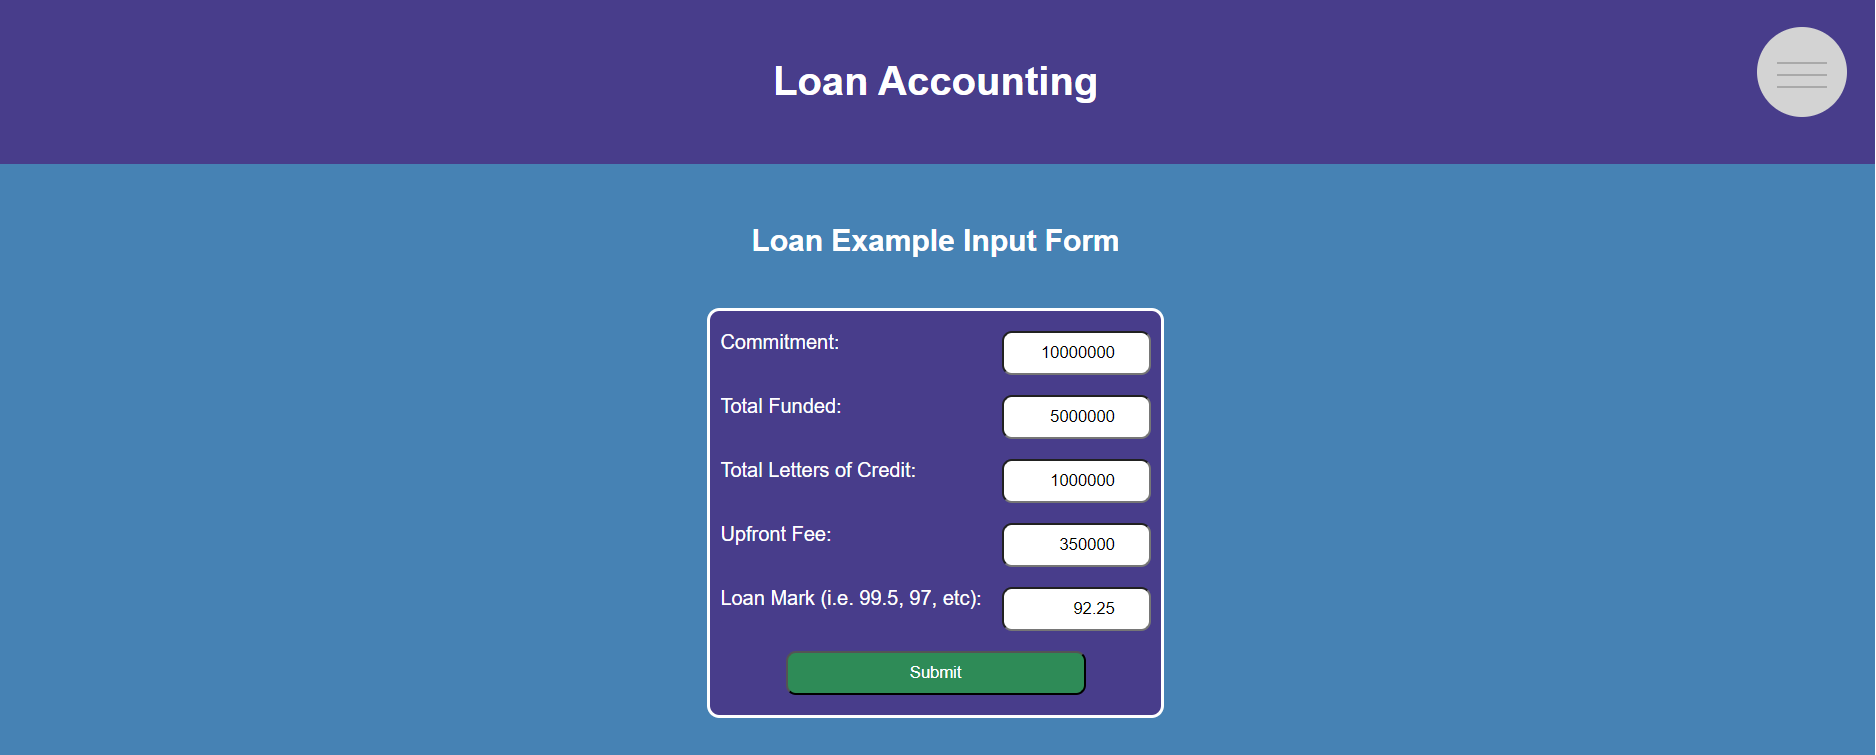 Loan Accounting
Loan Example Input Form
Commitment: 10000000
Total Funded: 5000000
Total Letters of Credit: 1000000
Upfront Fee: 350000
Loan Mark (i.e. 99.5, 97, etc): 92.25
Submit